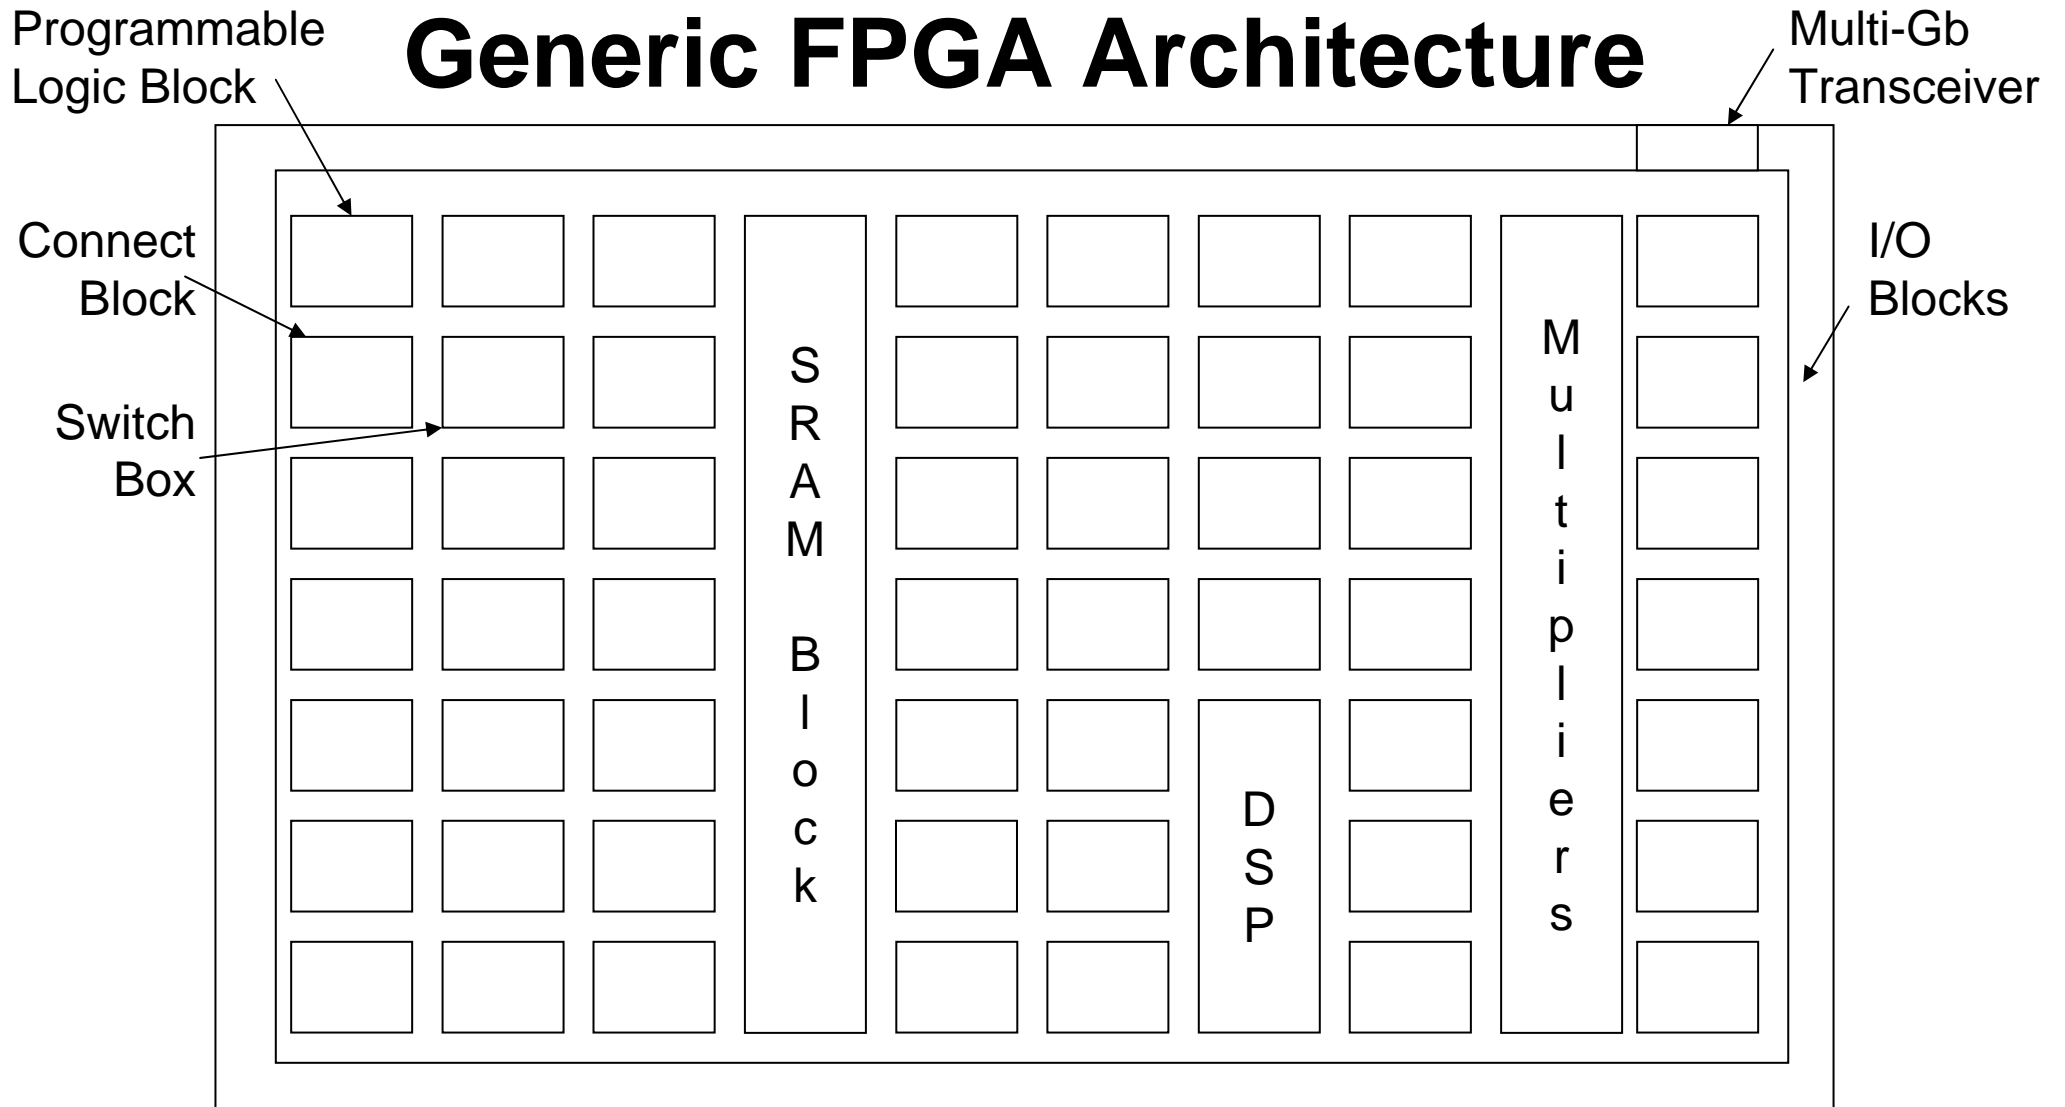 Generic FPGA Architecture
Programmable
Logic Block
Multi-Gb
Transceiver
Connect
Block
I/O
Blocks
Switch
Box
S
R
A
M
B
l
o
c
k
D
S
P
M
u
l
t
i
p
l
i
e
r
s